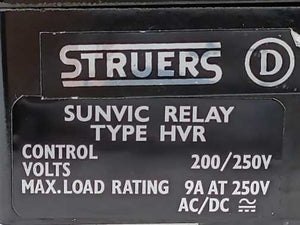 STRUERS D
SUNVIC RELAY
TYPE HVR
CONTROL
VOLTS 200/250V
MAX.LOAD RATING 9A AT 250V
AC/DC ≂